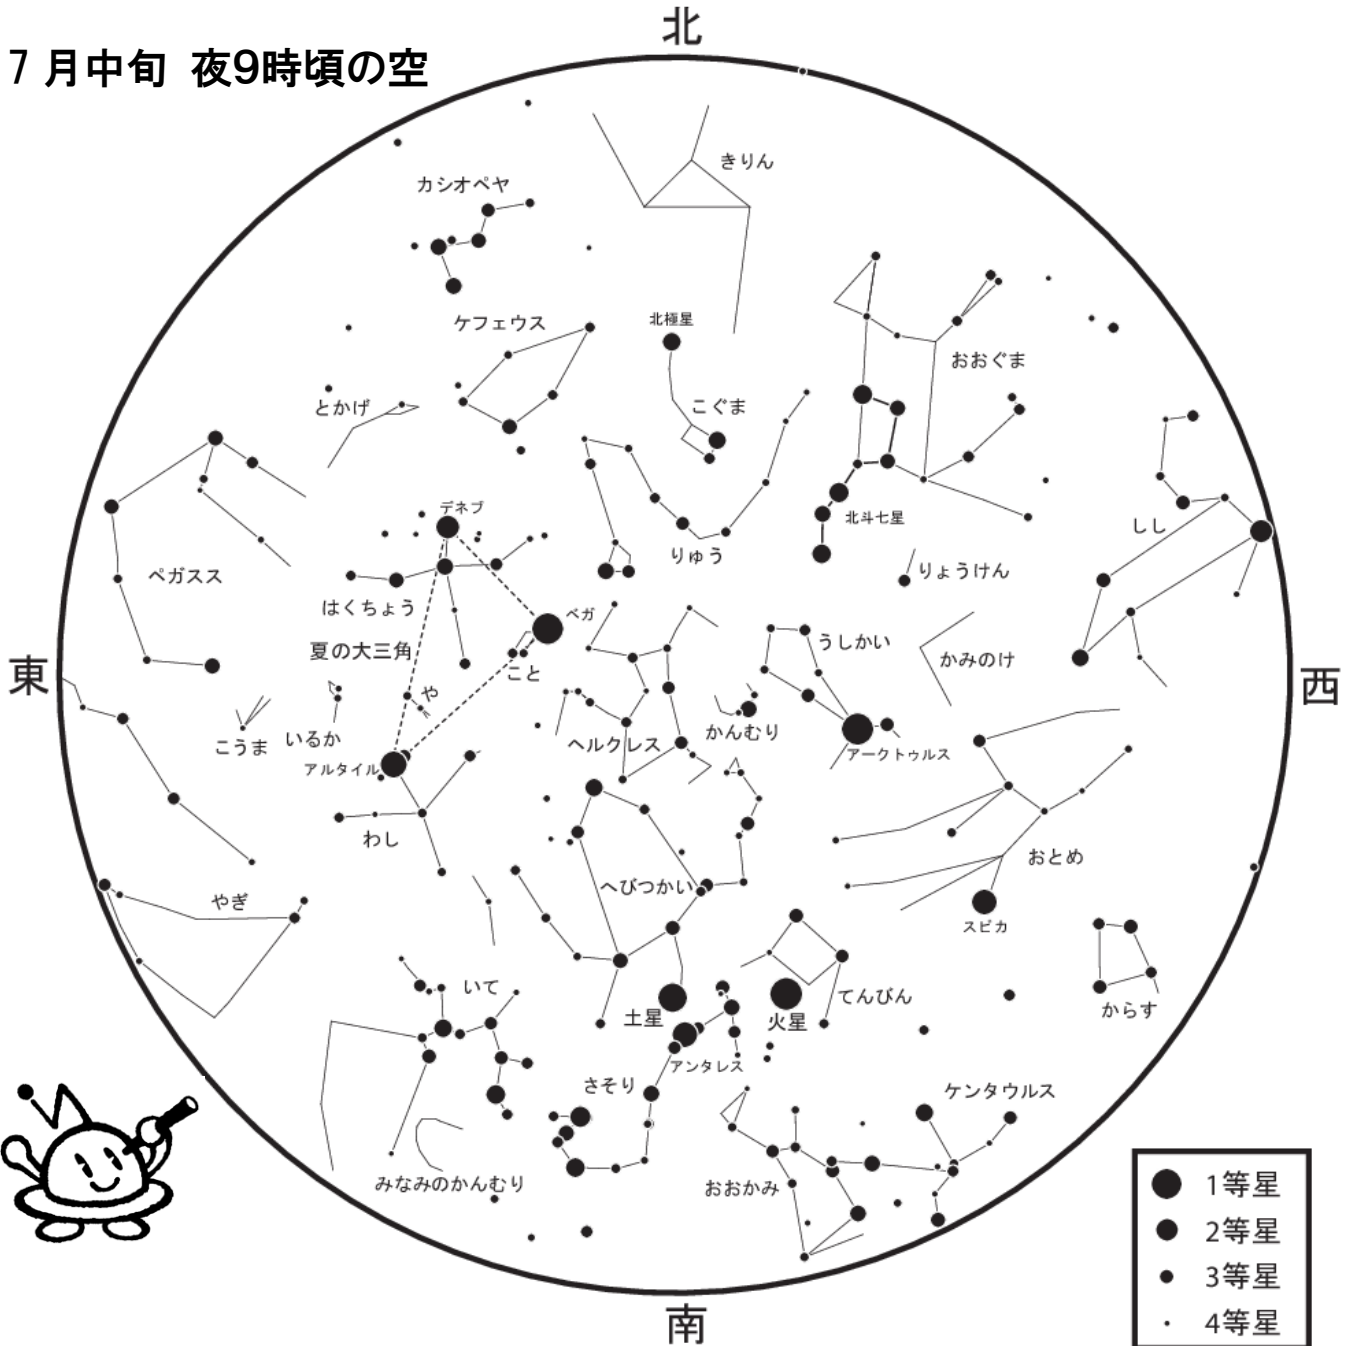 北
7月中旬 夜9時頃の空
きりん
カシオペヤ
ケフェウス
北極星
おおぐま
とかげ
こぐま
デネブ
北斗七星
しし
りゅう
ペガスス
りょうけん
はくちょう
ベガ
夏の大三角
うしかい
かみのけ
こと
東
西
や
こうま
いるか
ヘルクレス
かんむり
アルタイル
アークトゥルス
わし
おとめ
へびつかい
やぎ
スピカ
いて
てんびん
土星
火星
からす
アンタレス
さそり
ケンタウルス
みなみのかんむり
おおかみ
1等星
2等星
3等星
4等星
南